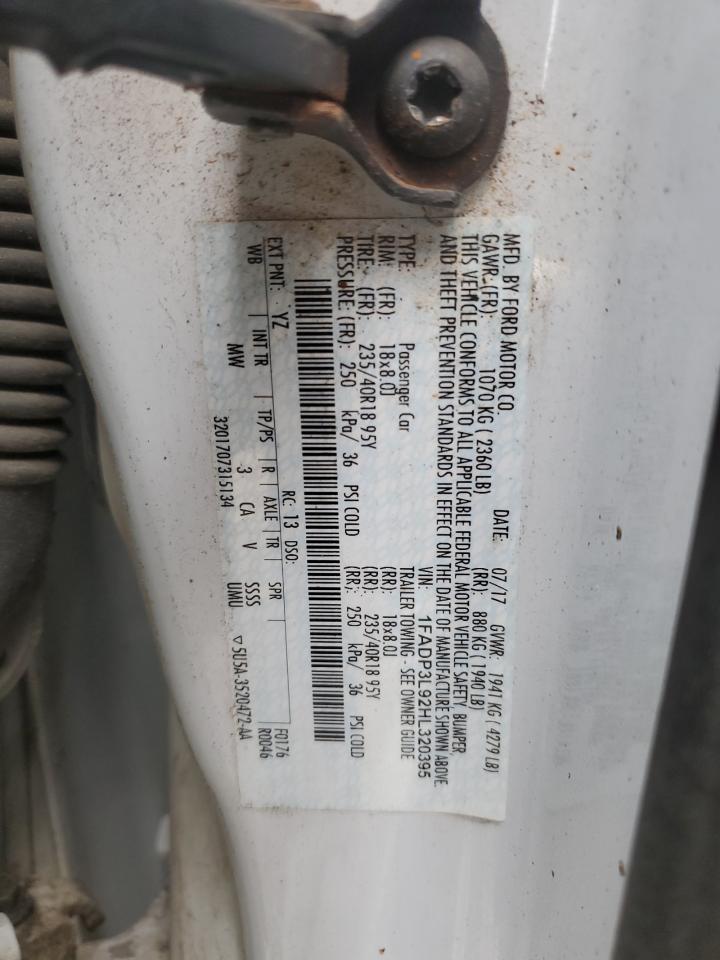 MFD. BY FORD MOTOR CO. DATE: 07/17 GVWR: 1941 KG ( 4279 LB)
GAWR: (FR): 1070 KG ( 2360 LB) (RR): 880 KG ( 1940 LB)
THIS VEHICLE CONFORMS TO ALL APPLICABLE FEDERAL MOTOR VEHICLE SAFETY, BUMPER,
AND THEFT PREVENTION STANDARDS IN EFFECT ON THE DATE OF MANUFACTURE SHOWN ABOVE.
VIN: 1FADP3L92HL320395
TYPE: Passenger Car TRAILER TOWING - SEE OWNER GUIDE
RIM: (FR): 18x8.0J (RR): 18x8.0J
TIRE: (FR): 235/40R18 95Y (RR): 235/40R18 95Y
PRESSURE: (FR): 250 kPa/ 36 PSI COLD (RR): 250 kPa/ 36 PSI COLD
EXT PNT: YZ RC: 13 DSO: F0176
WB INT TR TP/PS R AXLE TR SPR R0046
MW 3 CA V SSSS
3201707315134 UMU ▽5U5A-3520472-AA